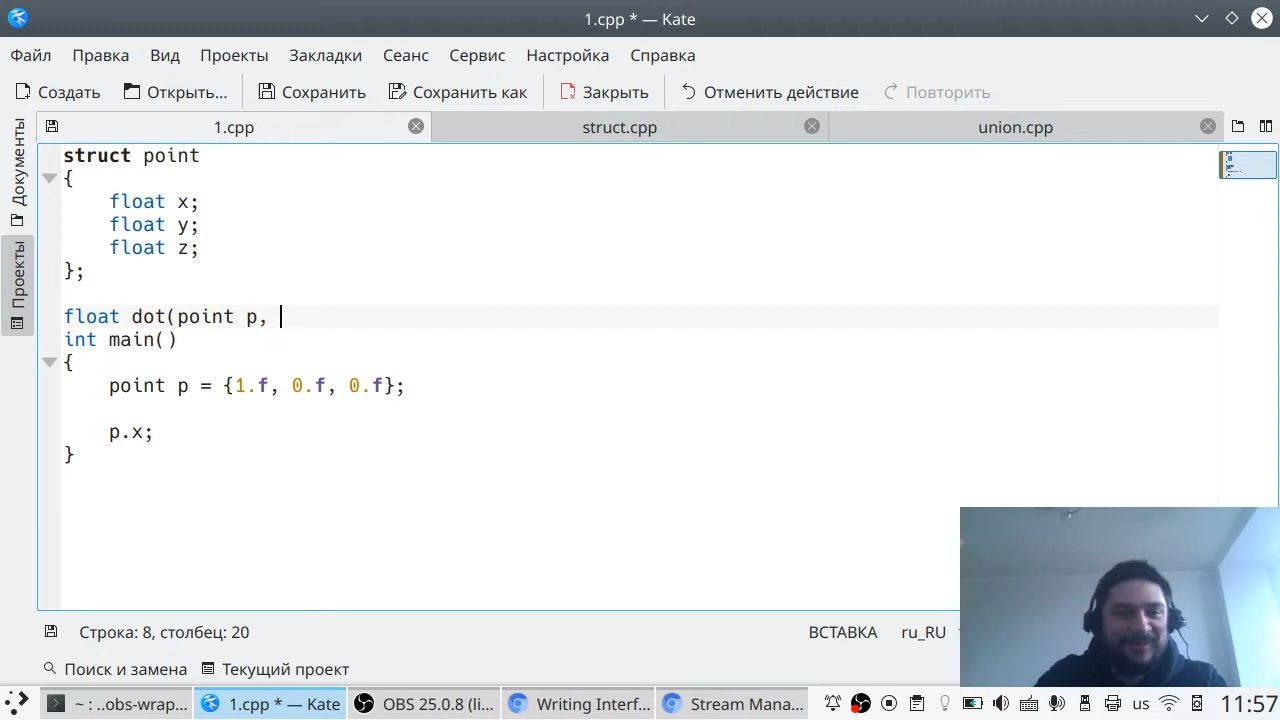 1.cpp * — Kate
Файл Правка Вид Проекты Закладки Сеанс Сервис Настройка Справка
Создать Открыть... Сохранить Сохранить как Закрыть Отменить действие Повторить
1.cpp struct.cpp union.cpp
Документы
Проекты
struct point
{
    float x;
    float y;
    float z;
};
float dot(point p,
int main()
{
    point p = {1.f, 0.f, 0.f};
    p.x;
}
Строка: 8, столбец: 20 ВСТАВКА ru_RU
Поиск и замена Текущий проект
~ : ..obs-wrap... 1.cpp * — Kate OBS 25.0.8 (li... Writing Interf... Stream Mana... us 11:57